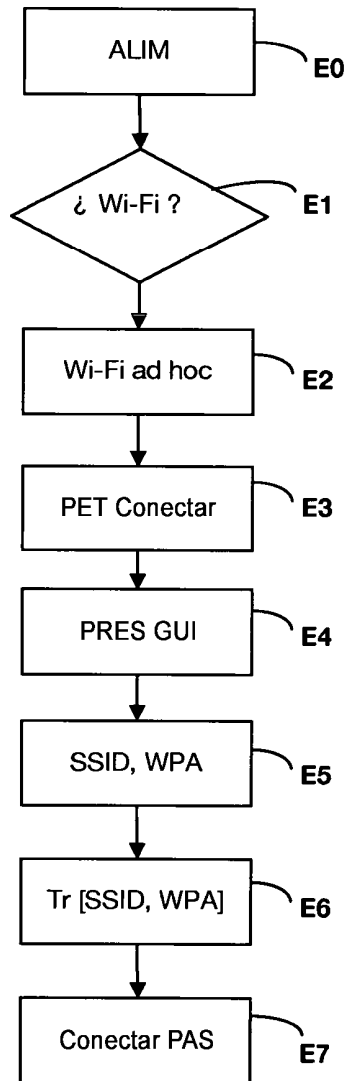 ALIM
E0
¿ Wi-Fi ?
E1
Wi-Fi ad hoc
E2
PET Conectar
E3
PRES GUI
E4
SSID, WPA
E5
Tr [SSID, WPA]
E6
Conectar PAS
E7